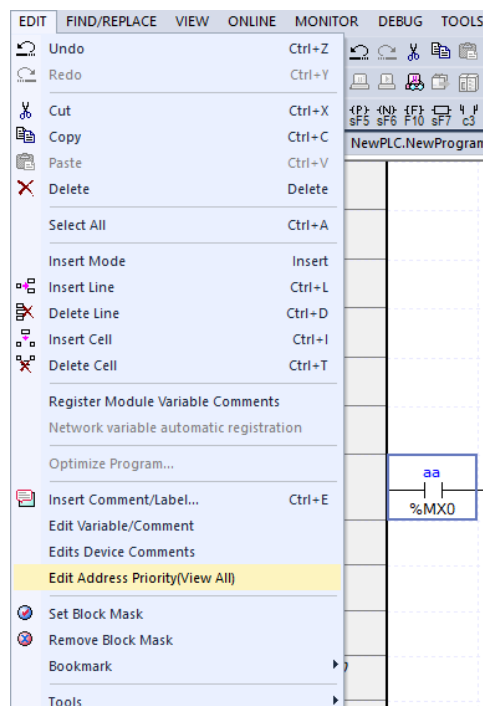 EDIT FIND/REPLACE VIEW ONLINE MONITOR DEBUG TOOLS
Undo Ctrl+Z
Redo Ctrl+Y
Cut Ctrl+X
Copy Ctrl+C
Paste Ctrl+V
Delete Delete
Select All Ctrl+A
Insert Mode Insert
Insert Line Ctrl+L
Delete Line Ctrl+D
Insert Cell Ctrl+I
Delete Cell Ctrl+T
Register Module Variable Comments
Network variable automatic registration
Optimize Program...
Insert Comment/Label... Ctrl+E
Edit Variable/Comment
Edits Device Comments
Edit Address Priority(View All)
Set Block Mask
Remove Block Mask
Bookmark
Tools
{P} {N} {F}
sF5 sF6 F10 sF7 c3
NewPLC.NewProgram
aa
%MX0